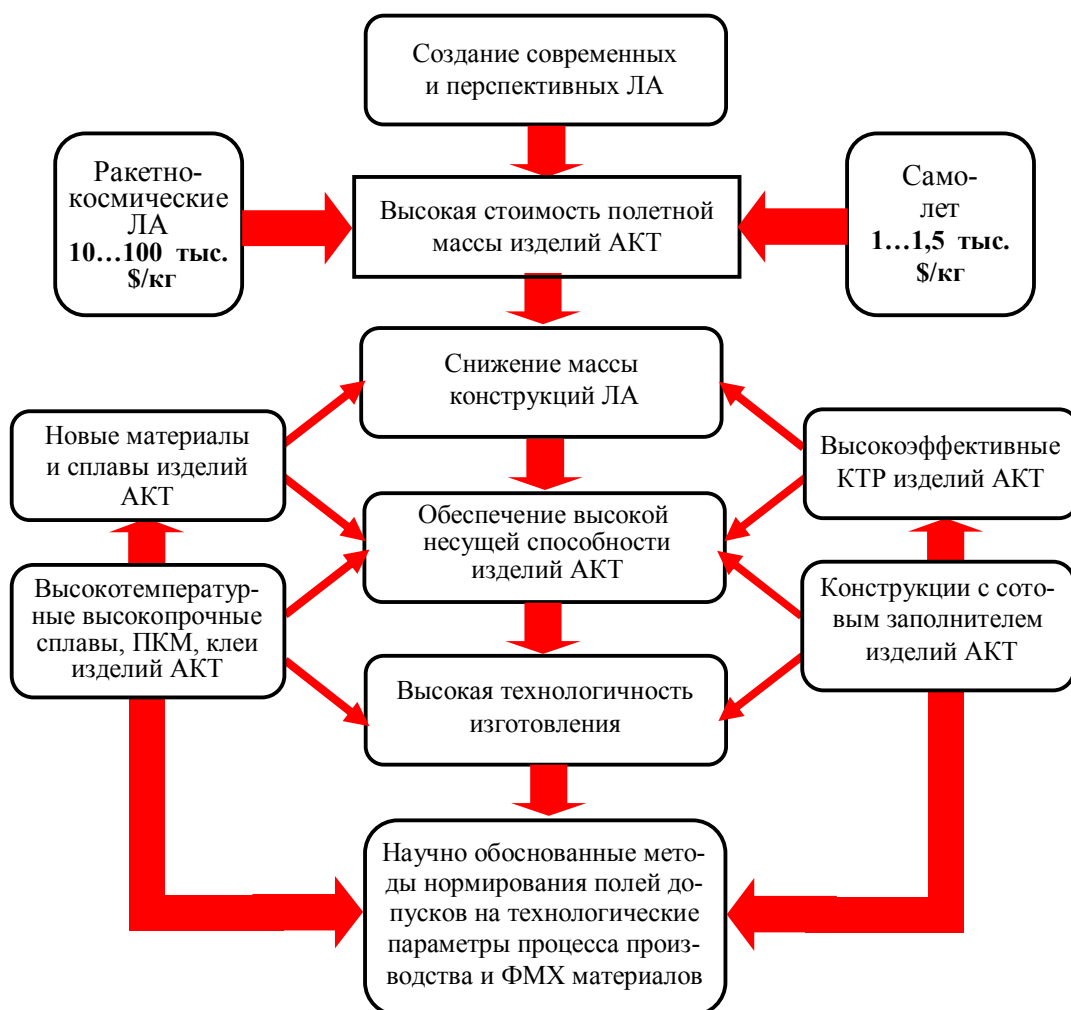 Создание современных
и перспективных ЛА
Ракетно-
космические
ЛА
10...100 тыс.
$/кг
Высокая стоимость полетной
массы изделий АКТ
Само-
лет
1...1,5 тыс.
$/кг
Снижение массы
конструкций ЛА
Новые материалы
и сплавы изделий
АКТ
Высокоэффективные
КТР изделий АКТ
Обеспечение высокой
несущей способности
изделий АКТ
Высокотемператур-
ные высокопрочные
сплавы, ПКМ, клеи
изделий АКТ
Конструкции с сото-
вым заполнителем
изделий АКТ
Высокая технологичность
изготовления
Научно обоснованные мето-
ды нормирования полей до-
пусков на технологические
параметры процесса произ-
водства и ФМХ материалов